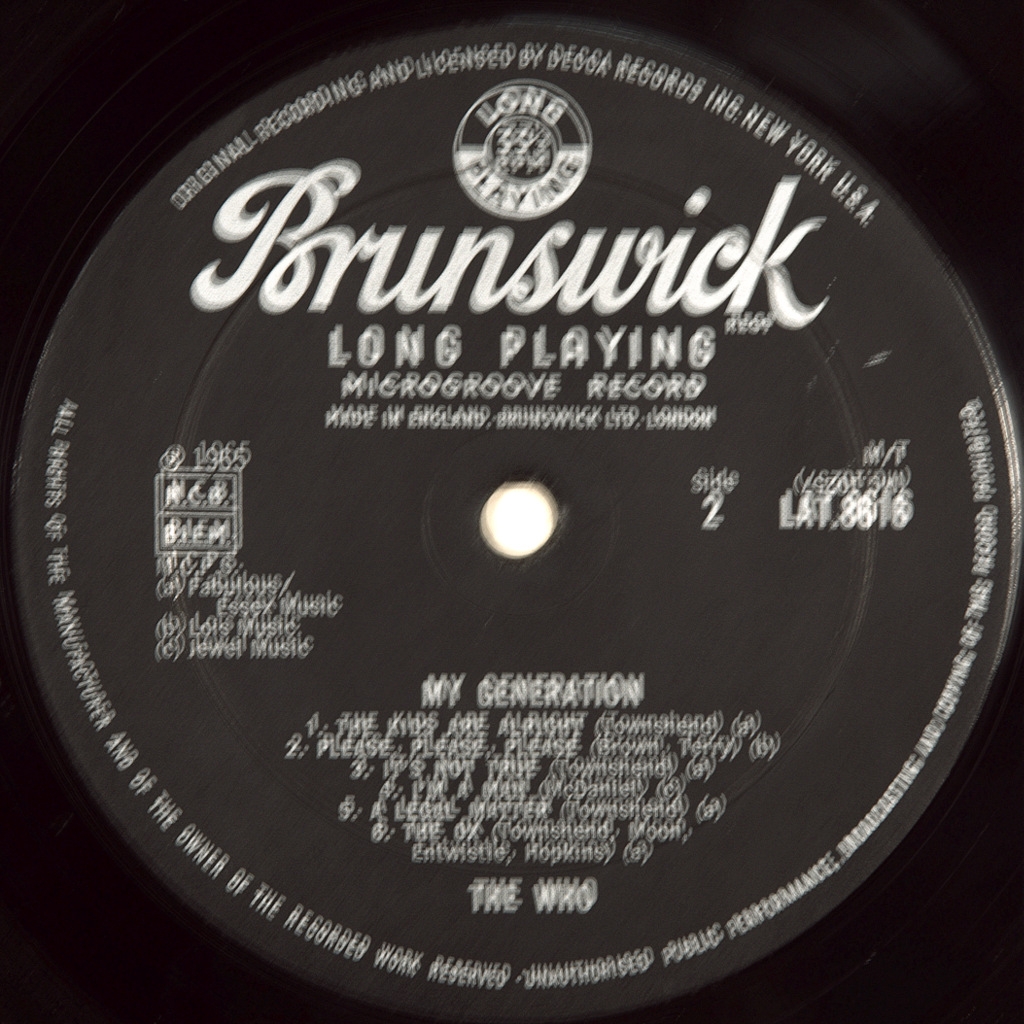 ORIGINAL RECORDING AND LICENSED BY DECCA RECORDS INC. NEW YORK U.S.A.
LONG
33⅓
RPM
PLAYING
Brunswick
REGD
LONG PLAYING
MICROGROOVE RECORD
MADE IN ENGLAND. BRUNSWICK LTD. LONDON
℗ 1965
N.C.B.
B.I.E.M.
M.C.P.S.
(a) Fabulous/
Essex Music
(b) Lois Music
(c) Jewel Music
M/T
Side
2
LAT.8616
MY GENERATION
1. THE KIDS ARE ALRIGHT (Townshend) (a)
2. PLEASE, PLEASE, PLEASE (Brown, Terry) (b)
3. IT'S NOT TRUE (Townshend) (a)
4. I'M A MAN (McDaniel) (c)
5. A LEGAL MATTER (Townshend) (a)
6. THE OX (Townshend, Moon,
Entwistle, Hopkins) (a)
THE WHO
ALL RIGHTS OF THE MANUFACTURER AND OF THE OWNER OF THE RECORDED WORK RESERVED · UNAUTHORISED PUBLIC PERFORMANCE, BROADCASTING AND COPYING OF THIS RECORD PROHIBITED